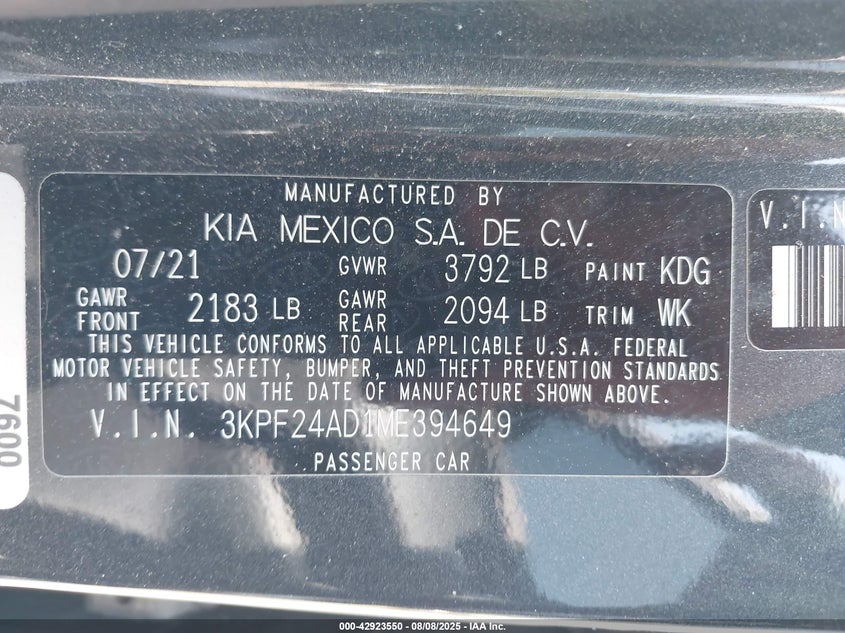 MANUFACTURED BY
KIA MEXICO S.A. DE C.V.
07/21 GVWR 3792 LB PAINT KDG
GAWR FRONT 2183 LB GAWR REAR 2094 LB TRIM WK
THIS VEHICLE CONFORMS TO ALL APPLICABLE U.S.A. FEDERAL
MOTOR VEHICLE SAFETY, BUMPER, AND THEFT PREVENTION STANDARDS
IN EFFECT ON THE DATE OF MANUFACTURE SHOWN ABOVE.
V.I.N. 3KPF24AD1ME394649
PASSENGER CAR
V.I.N
7600
000-42923550 - 08/08/2025 - IAA Inc.